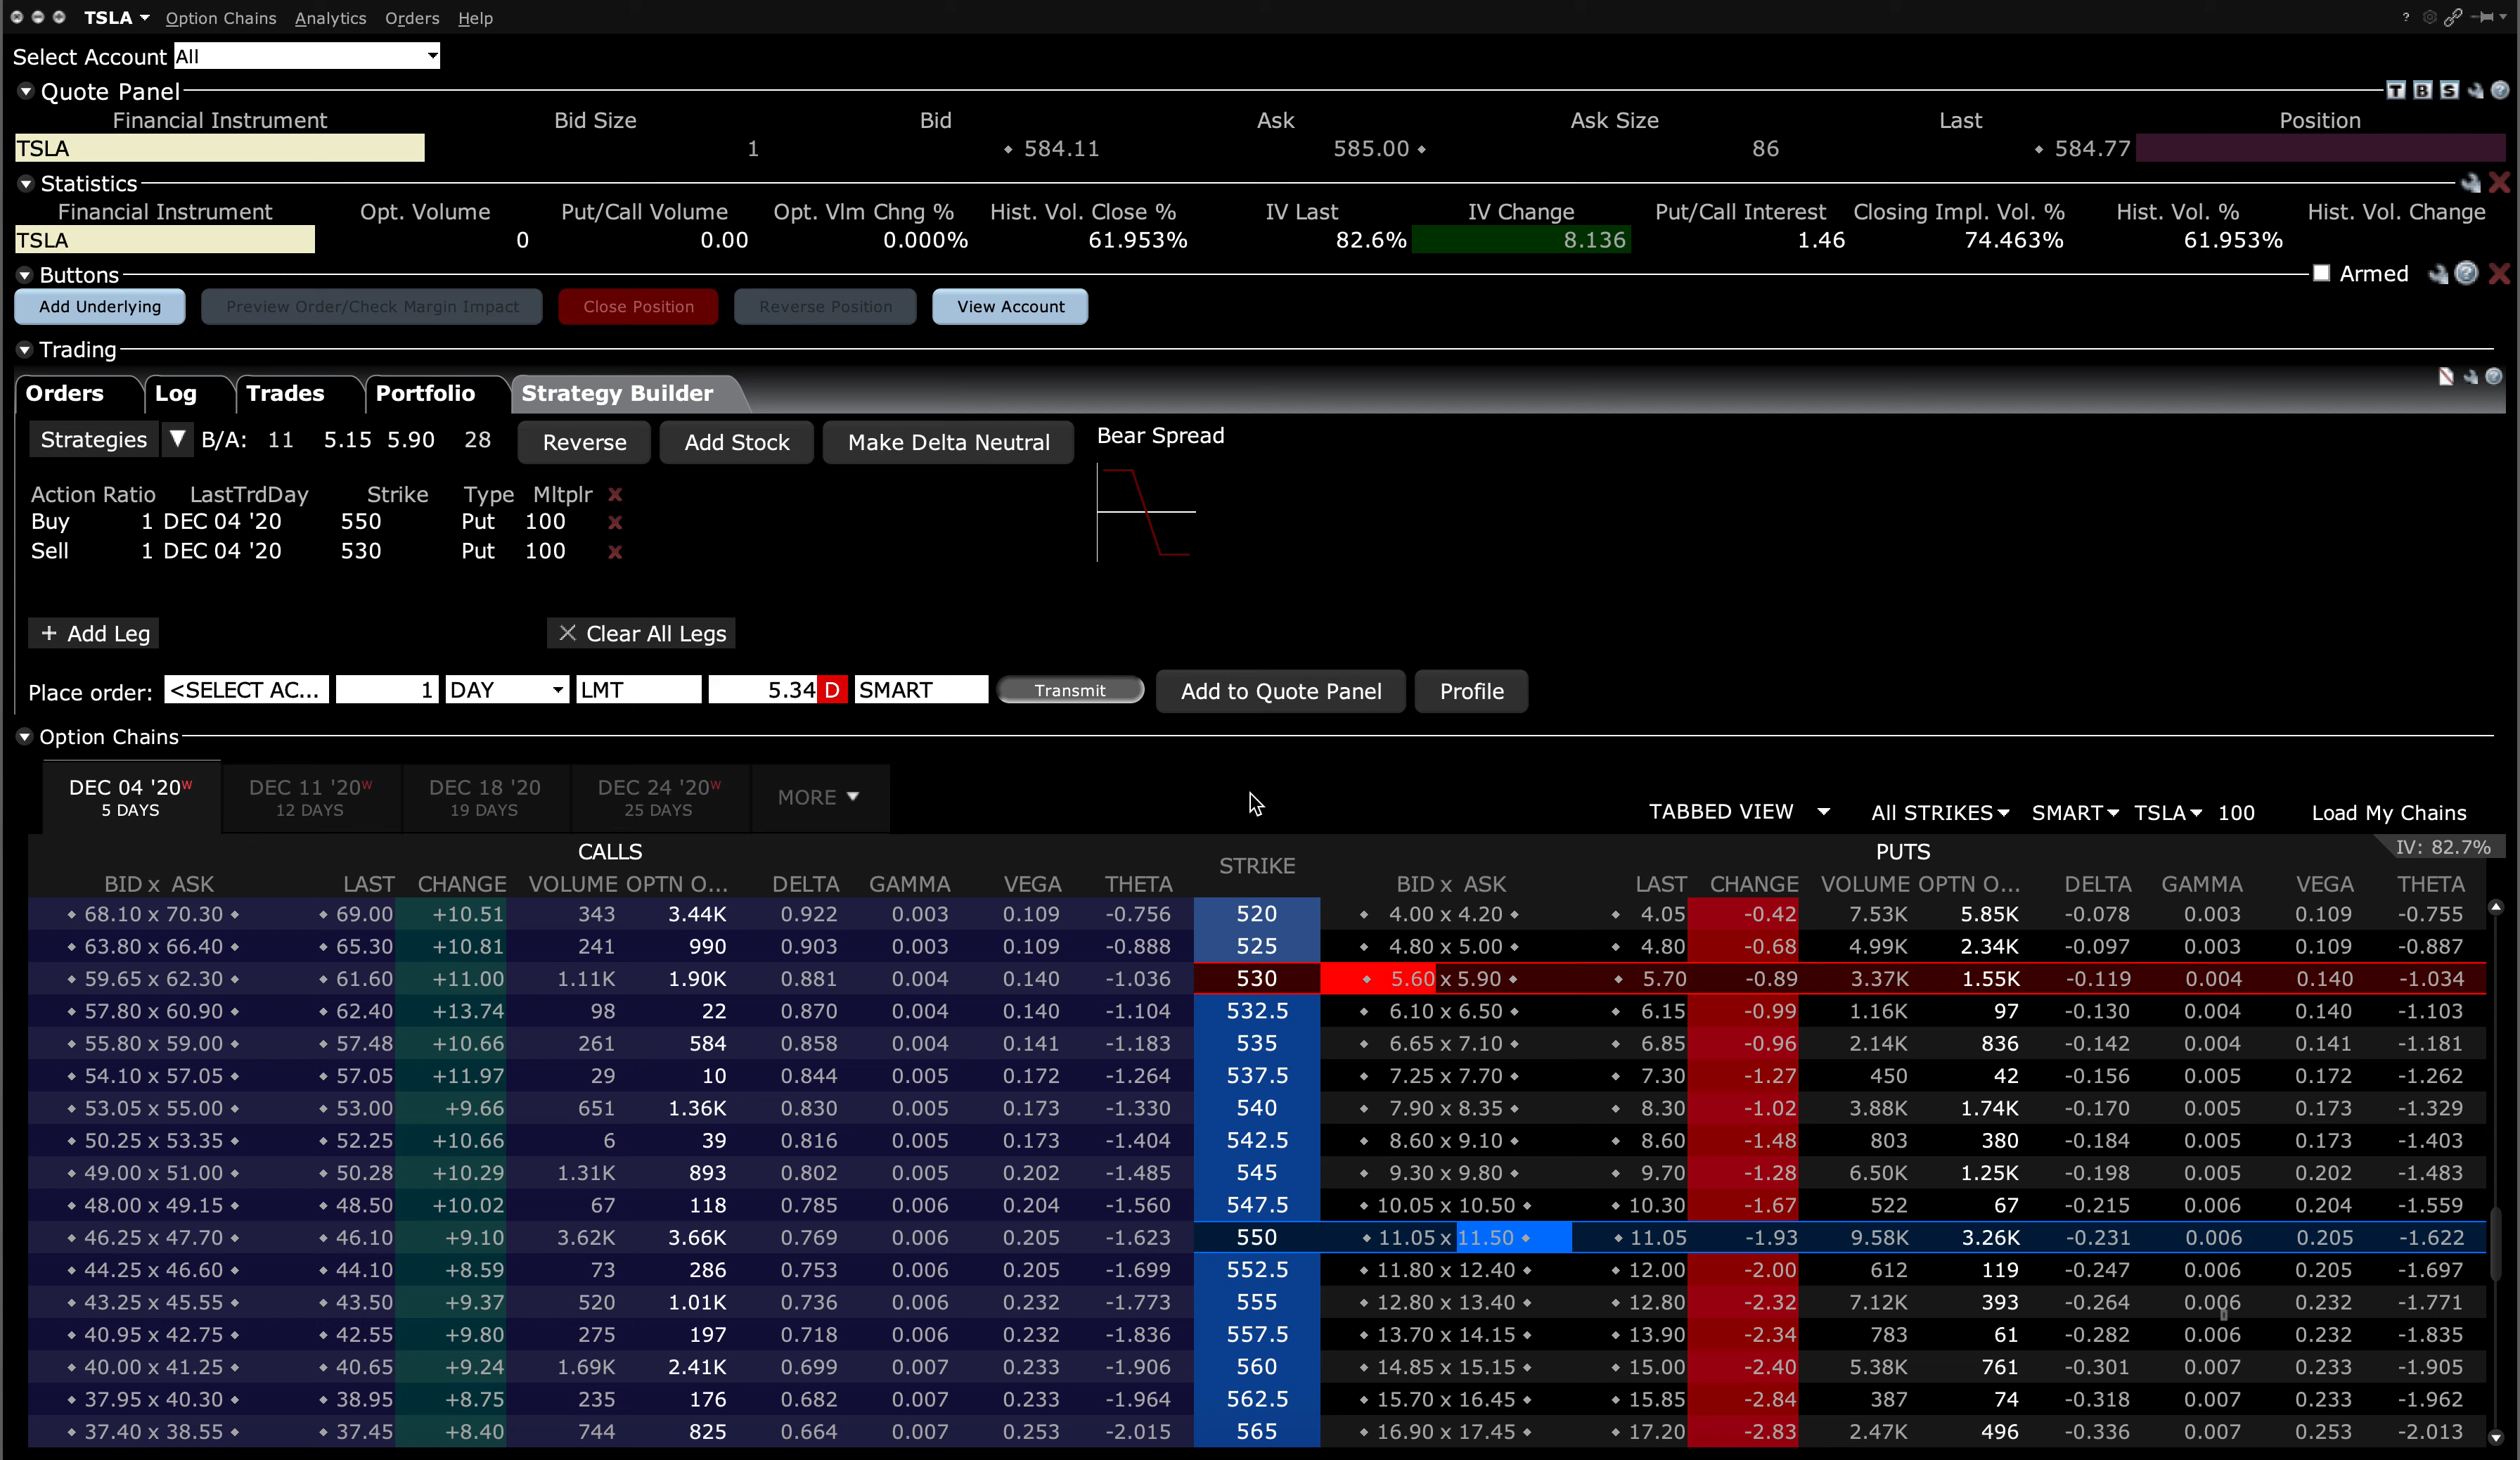 TSLA Option Chains Analytics Orders Help ?
Select Account All
Quote Panel T B S ?
Financial Instrument Bid Size Bid Ask Ask Size Last Position
TSLA 1 584.11 585.00 86 584.77
Statistics
Financial Instrument Opt. Volume Put/Call Volume Opt. Vlm Chng % Hist. Vol. Close % IV Last IV Change Put/Call Interest Closing Impl. Vol. % Hist. Vol. % Hist. Vol. Change
TSLA 0 0.00 0.000% 61.953% 82.6% 8.136 1.46 74.463% 61.953%
Buttons Armed ?
Add Underlying Preview Order/Check Margin Impact Close Position Reverse Position View Account
Trading
Orders Log Trades Portfolio Strategy Builder ?
Strategies B/A: 11 5.15 5.90 28 Reverse Add Stock Make Delta Neutral Bear Spread
Action Ratio LastTrdDay Strike Type Mltplr x
Buy 1 DEC 04 '20 550 Put 100 x
Sell 1 DEC 04 '20 530 Put 100 x
+ Add Leg × Clear All Legs
Place order: <SELECT AC... 1 DAY LMT 5.34 D SMART Transmit Add to Quote Panel Profile
Option Chains
DEC 04 '20W DEC 11 '20W DEC 18 '20 DEC 24 '20W MORE
5 DAYS 12 DAYS 19 DAYS 25 DAYS
TABBED VIEW All STRIKES SMART TSLA 100 Load My Chains
CALLS STRIKE PUTS IV: 82.7%
BID x ASK LAST CHANGE VOLUME OPTN O... DELTA GAMMA VEGA THETA BID x ASK LAST CHANGE VOLUME OPTN O... DELTA GAMMA VEGA THETA
68.10 x 70.30 69.00 +10.51 343 3.44K 0.922 0.003 0.109 -0.756 520 4.00 x 4.20 4.05 -0.42 7.53K 5.85K -0.078 0.003 0.109 -0.755
63.80 x 66.40 65.30 +10.81 241 990 0.903 0.003 0.109 -0.888 525 4.80 x 5.00 4.80 -0.68 4.99K 2.34K -0.097 0.003 0.109 -0.887
59.65 x 62.30 61.60 +11.00 1.11K 1.90K 0.881 0.004 0.140 -1.036 530 5.60 x 5.90 5.70 -0.89 3.37K 1.55K -0.119 0.004 0.140 -1.034
57.80 x 60.90 62.40 +13.74 98 22 0.870 0.004 0.140 -1.104 532.5 6.10 x 6.50 6.15 -0.99 1.16K 97 -0.130 0.004 0.140 -1.103
55.80 x 59.00 57.48 +10.66 261 584 0.858 0.004 0.141 -1.183 535 6.65 x 7.10 6.85 -0.96 2.14K 836 -0.142 0.004 0.141 -1.181
54.10 x 57.05 57.05 +11.97 29 10 0.844 0.005 0.172 -1.264 537.5 7.25 x 7.70 7.30 -1.27 450 42 -0.156 0.005 0.172 -1.262
53.05 x 55.00 53.00 +9.66 651 1.36K 0.830 0.005 0.173 -1.330 540 7.90 x 8.35 8.30 -1.02 3.88K 1.74K -0.170 0.005 0.173 -1.329
50.25 x 53.35 52.25 +10.66 6 39 0.816 0.005 0.173 -1.404 542.5 8.60 x 9.10 8.60 -1.48 803 380 -0.184 0.005 0.173 -1.403
49.00 x 51.00 50.28 +10.29 1.31K 893 0.802 0.005 0.202 -1.485 545 9.30 x 9.80 9.70 -1.28 6.50K 1.25K -0.198 0.005 0.202 -1.483
48.00 x 49.15 48.50 +10.02 67 118 0.785 0.006 0.204 -1.560 547.5 10.05 x 10.50 10.30 -1.67 522 67 -0.215 0.006 0.204 -1.559
46.25 x 47.70 46.10 +9.10 3.62K 3.66K 0.769 0.006 0.205 -1.623 550 11.05 x 11.50 11.05 -1.93 9.58K 3.26K -0.231 0.006 0.205 -1.622
44.25 x 46.60 44.10 +8.59 73 286 0.753 0.006 0.205 -1.699 552.5 11.80 x 12.40 12.00 -2.00 612 119 -0.247 0.006 0.205 -1.697
43.25 x 45.55 43.50 +9.37 520 1.01K 0.736 0.006 0.232 -1.773 555 12.80 x 13.40 12.80 -2.32 7.12K 393 -0.264 0.006 0.232 -1.771
40.95 x 42.75 42.55 +9.80 275 197 0.718 0.006 0.232 -1.836 557.5 13.70 x 14.15 13.90 -2.34 783 61 -0.282 0.006 0.232 -1.835
40.00 x 41.25 40.65 +9.24 1.69K 2.41K 0.699 0.007 0.233 -1.906 560 14.85 x 15.15 15.00 -2.40 5.38K 761 -0.301 0.007 0.233 -1.905
37.95 x 40.30 38.95 +8.75 235 176 0.682 0.007 0.233 -1.964 562.5 15.70 x 16.45 15.85 -2.84 387 74 -0.318 0.007 0.233 -1.962
37.40 x 38.55 37.45 +8.40 744 825 0.664 0.007 0.253 -2.015 565 16.90 x 17.45 17.20 -2.83 2.47K 496 -0.336 0.007 0.253 -2.013